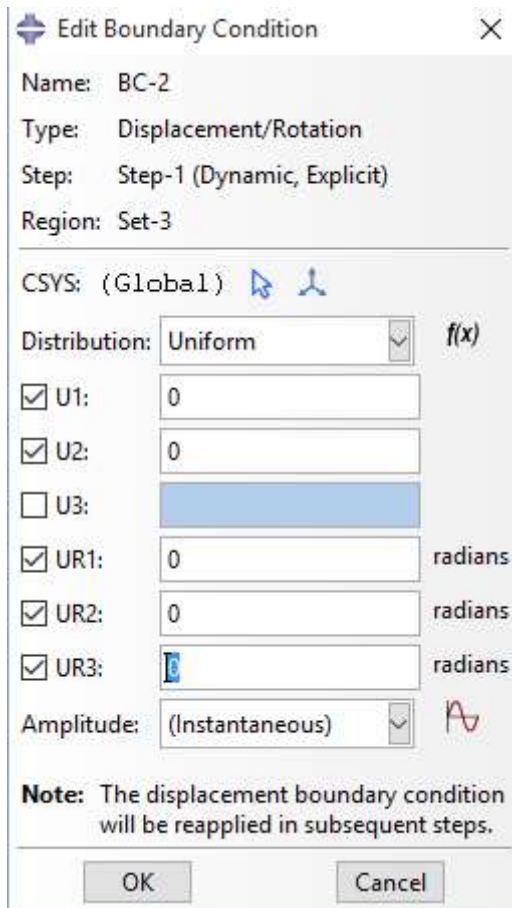 Edit Boundary Condition
Name: BC-2
Type: Displacement/Rotation
Step: Step-1 (Dynamic, Explicit)
Region: Set-3
CSYS: (Global)
Distribution: Uniform f(x)
U1: 0
U2: 0
U3:
UR1: 0 radians
UR2: 0 radians
UR3: 0 radians
Amplitude: (Instantaneous)
Note: The displacement boundary condition
will be reapplied in subsequent steps.
OK Cancel